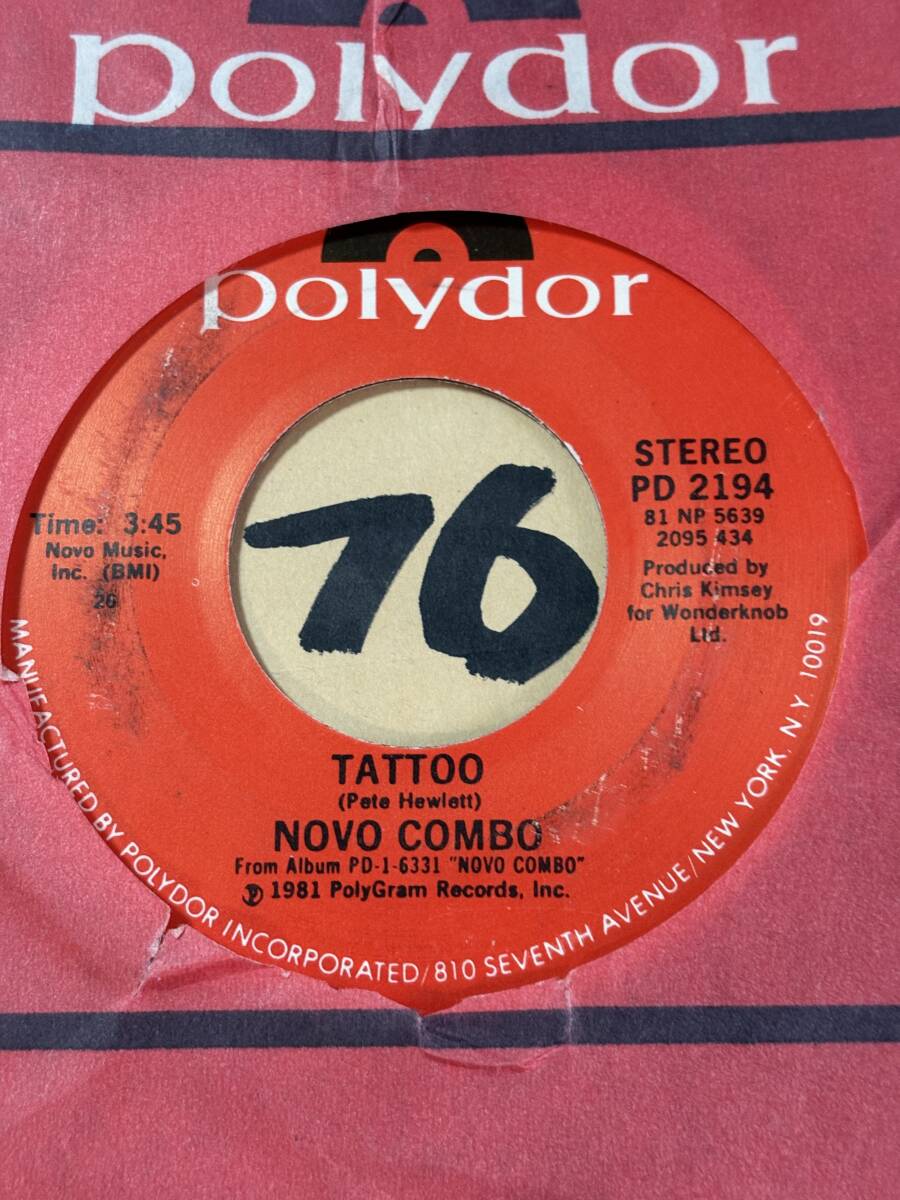 polydor
polydor
STEREO
PD 2194
81 NP 5639
2095 434
Produced by
Chris Kimsey
for Wonderknob
Ltd.
Time: 3:45
Novo Music,
Inc. (BMI)
26
76
TATTOO
(Pete Hewlett)
NOVO COMBO
From Album PD-1-6331 "NOVO COMBO"
℗ 1981 PolyGram Records, Inc.
MANUFACTURED BY POLYDOR INCORPORATED/810 SEVENTH AVENUE/NEW YORK, N.Y. 10019